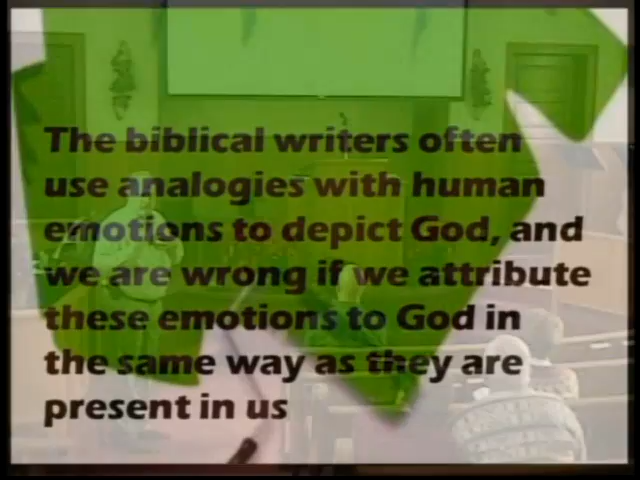 The biblical writers often
use analogies with human
emotions to depict God, and
we are wrong if we attribute
these emotions to God in
the same way as they are
present in us